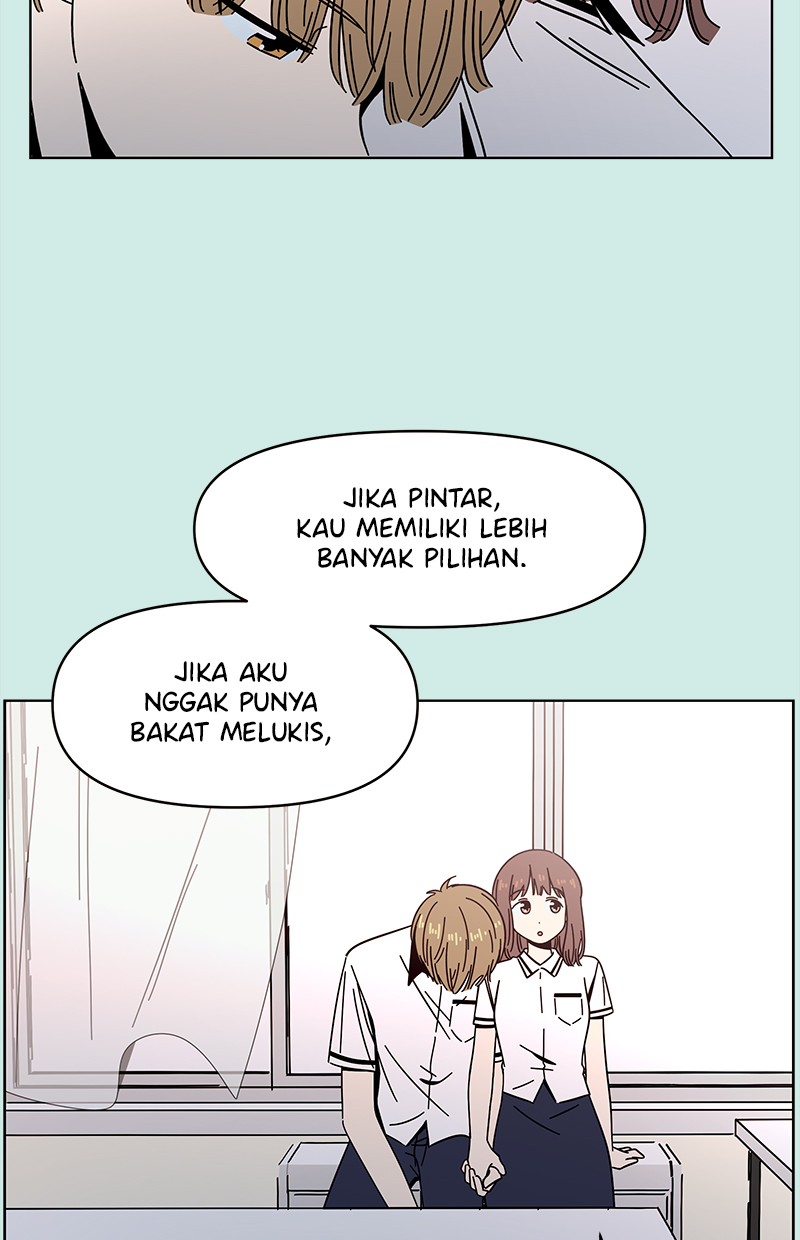 JIKA PINTAR,
KAU MEMILIKI LEBIH
BANYAK PILIHAN.
JIKA AKU
NGGAK PUNYA
BAKAT MELUKIS,